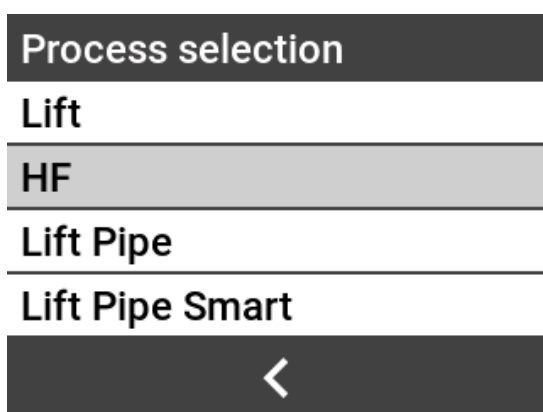 Process selection
Lift
HF
Lift Pipe
Lift Pipe Smart